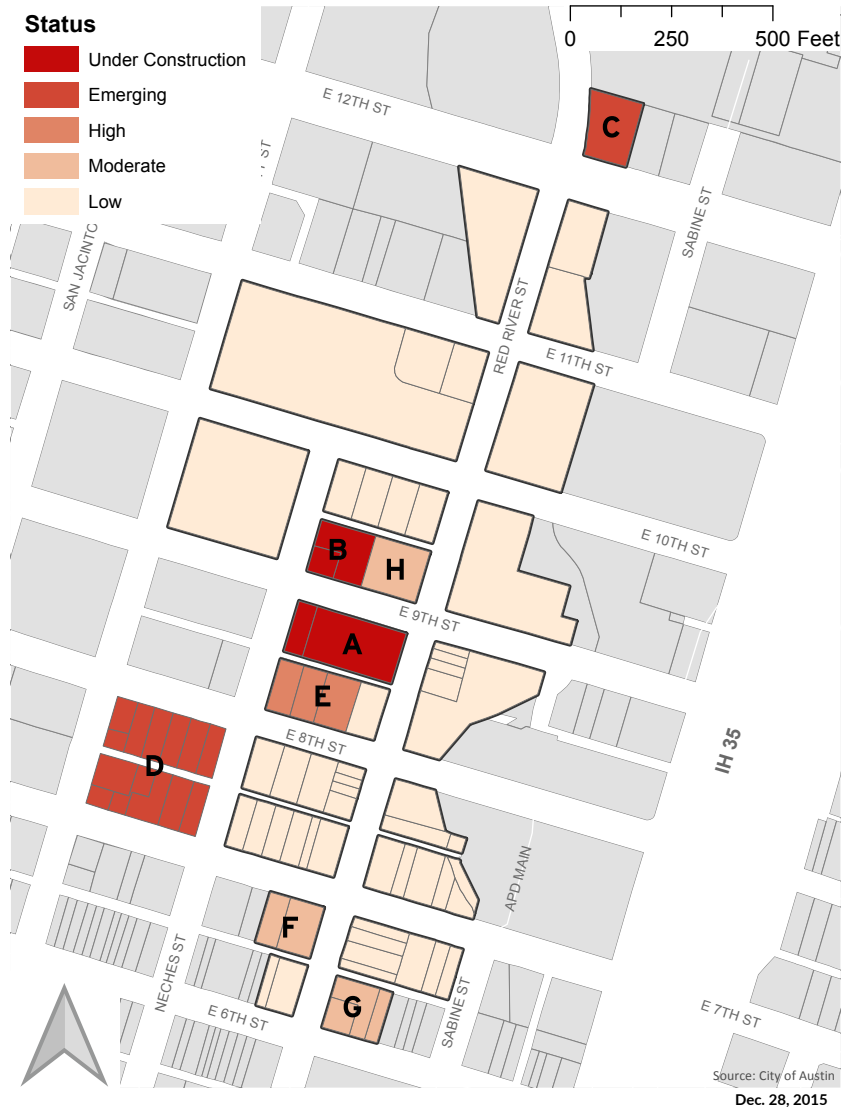 Status
Under Construction
Emerging
High
Moderate
Low
0 250 500 Feet
E 12TH ST
C
ST
SABINE ST
SAN JACINTO
RED RIVER ST
E 11TH ST
E 10TH ST
B
H
E 9TH ST
A
E
E 8TH ST
D
IH 35
APD MAIN
F
NECHES ST
G
E 6TH ST
SABINE ST
E 7TH ST
Source: City of Austin
Dec. 28, 2015